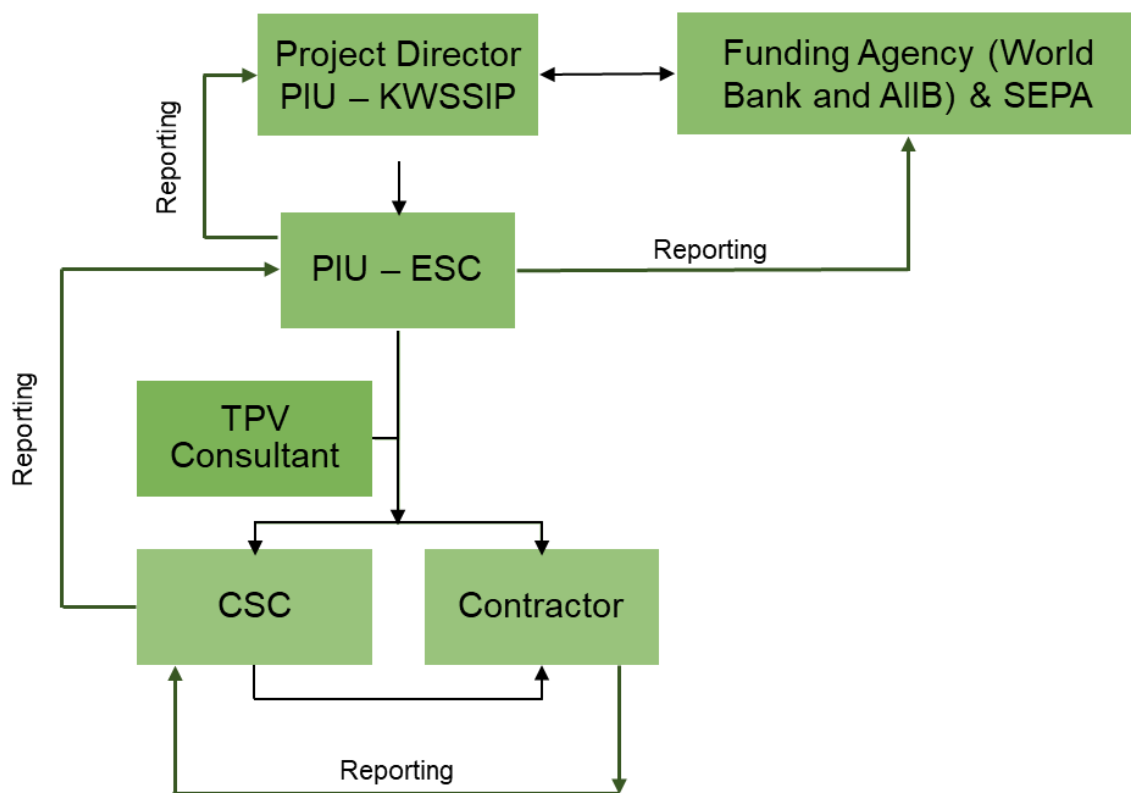 Project Director
PIU – KWSSIP
Funding Agency (World
Bank and AIIB) & SEPA
Reporting
PIU – ESC
Reporting
TPV
Consultant
Reporting
CSC
Contractor
Reporting